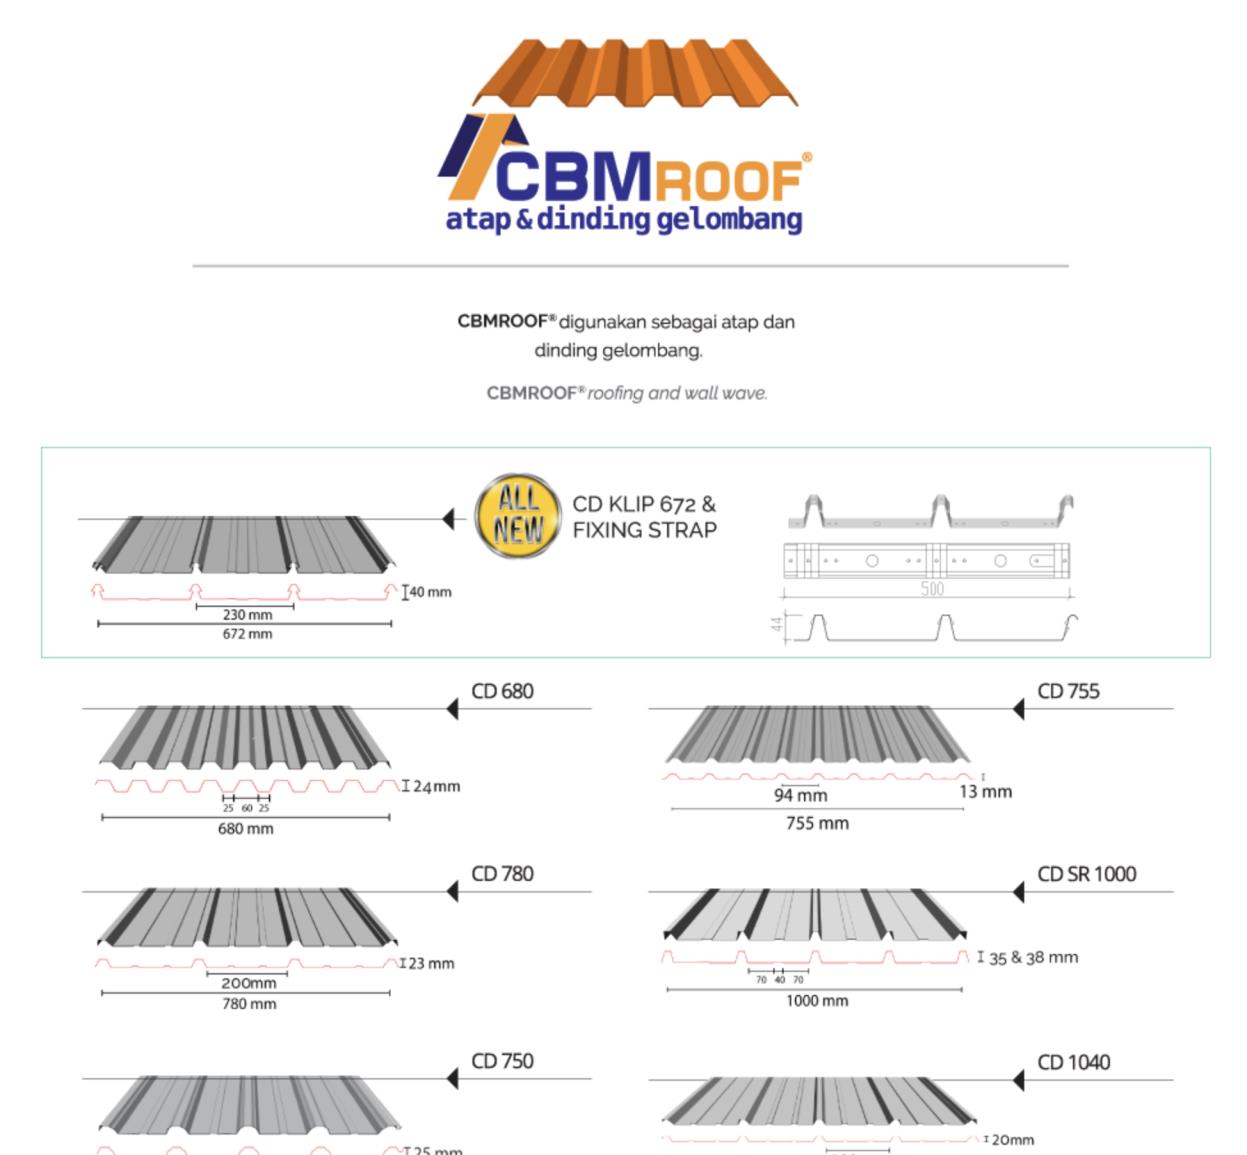 CBMROOF®
atap & dinding gelombang
CBMROOF® digunakan sebagai atap dan
dinding gelombang.
CBMROOF® roofing and wall wave.
ALL
NEW
CD KLIP 672 &
FIXING STRAP
40 mm
230 mm
672 mm
500
44
CD 680
24mm
25 60 25
680 mm
CD 755
94 mm
13 mm
755 mm
CD 780
23 mm
200mm
780 mm
CD SR 1000
35 & 38 mm
70 40 70
1000 mm
CD 750
25 mm
CD 1040
20mm